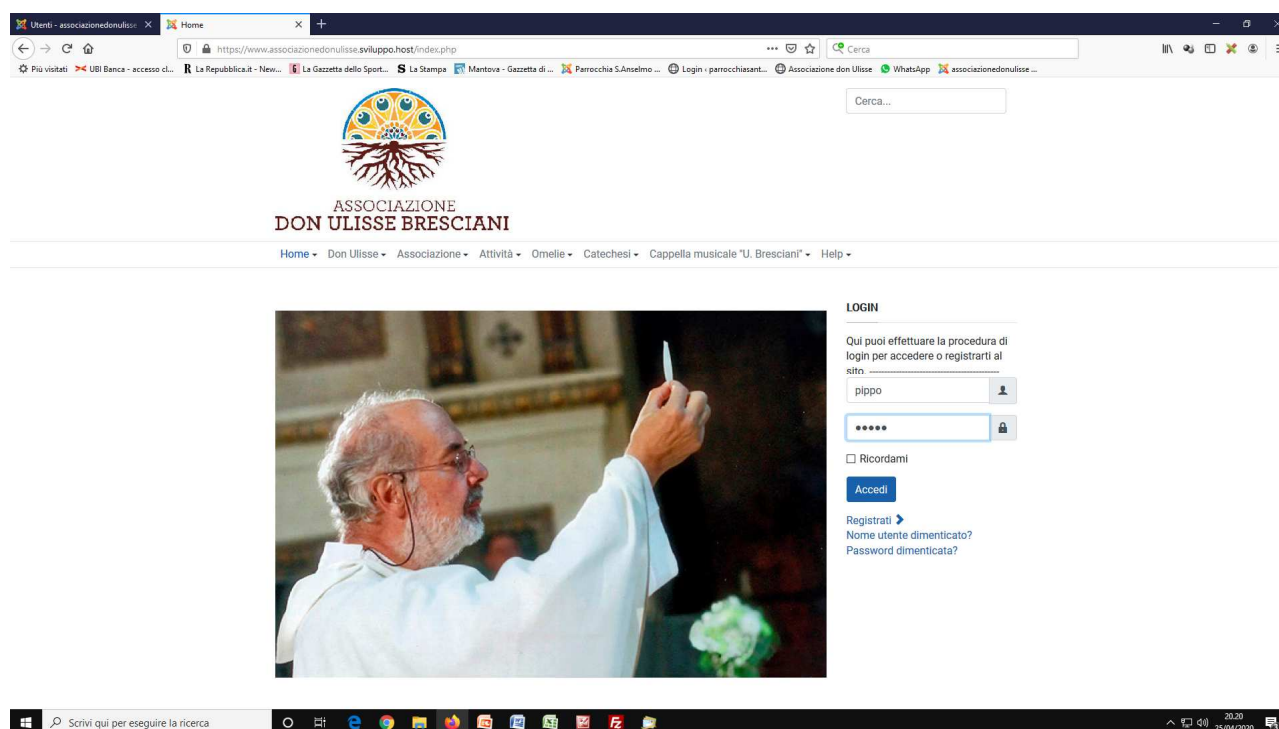 Utenti - associazionedonulisse
Home
https://www.associazionedonulisse.sviluppo.host/index.php
Cerca
Più visitati
UBI Banca - accesso cl...
La Repubblica.it - New...
La Gazzetta dello Sport...
La Stampa
Mantova - Gazzetta di ...
Parrocchia S.Anselmo ...
Login ‹ parrocchiasant...
Associazione don Ulisse
WhatsApp
associazionedonulisse ...
Cerca...
ASSOCIAZIONE
DON ULISSE BRESCIANI
Home Don Ulisse Associazione Attività Omelie Catechesi Cappella musicale "U. Bresciani" Help
LOGIN
Qui puoi effettuare la procedura di
login per accedere o registrarti al
sito. ------------------------------------------
pippo
•••••
Ricordami
Accedi
Registrati
Nome utente dimenticato?
Password dimenticata?
Scrivi qui per eseguire la ricerca
20.20
25/04/2020